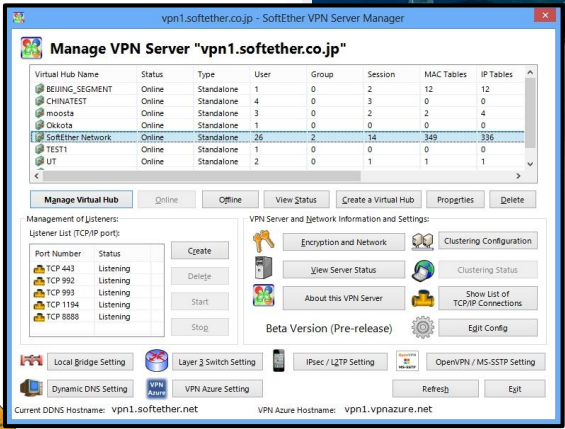 vpn1.softether.co.jp - SoftEther VPN Server Manager
Manage VPN Server "vpn1.softether.co.jp"
Virtual Hub Name Status Type User Group Session MAC Tables IP Tables
BEIJING_SEGMENT Online Standalone 1 0 2 12 12
CHINATEST Online Standalone 4 0 3 0 0
moosta Online Standalone 3 0 2 2 4
Okkota Online Standalone 1 0 0 0 0
SoftEther Network Online Standalone 26 2 14 349 336
TEST1 Online Standalone 1 0 0 0 0
UT Online Standalone 2 0 1 1 1
Manage Virtual Hub Online Offline View Status Create a Virtual Hub Properties Delete
Management of Listeners: VPN Server and Network Information and Settings:
Listener List (TCP/IP port):
Port Number Status
TCP 443 Listening
TCP 992 Listening
TCP 993 Listening
TCP 1194 Listening
TCP 8888 Listening
Create
Delete
Start
Stop
Encryption and Network Clustering Configuration
View Server Status Clustering Status
About this VPN Server Show List of
TCP/IP Connections
Beta Version (Pre-release) Edit Config
Local Bridge Setting Layer 3 Switch Setting IPsec / L2TP Setting OpenVPN MS-SSTP OpenVPN / MS-SSTP Setting
Dynamic DNS Setting VPN Azure VPN Azure Setting Refresh Exit
Current DDNS Hostname: vpn1.softether.net VPN Azure Hostname: vpn1.vpnazure.net